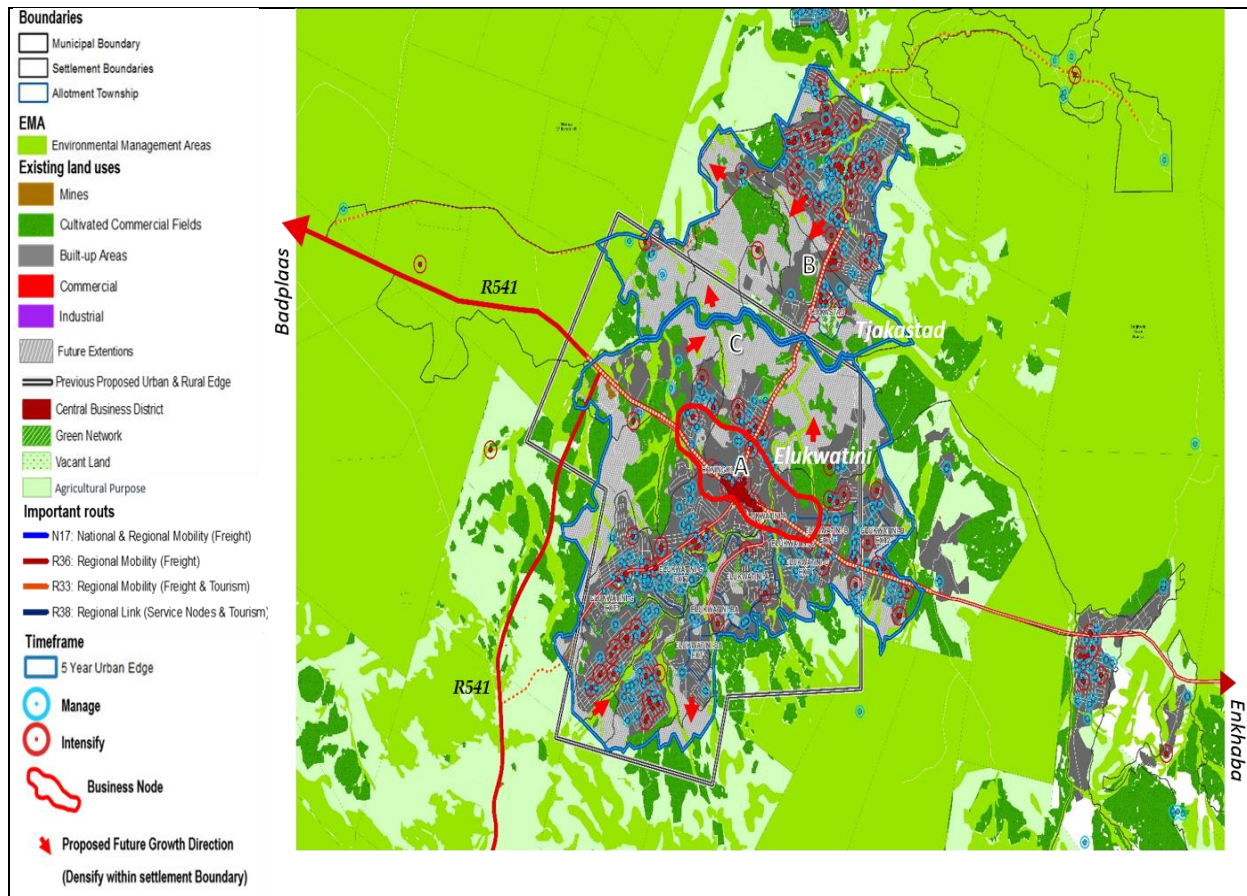 Boundaries
Municipal Boundary
Settlement Boundaries
Allotment Township
EMA
Environmental Management Areas
Existing land uses
Mines
Cultivated Commercial Fields
Built-up Areas
Commercial
Industrial
Future Extentions
Previous Proposed Urban & Rural Edge
Central Business District
Green Network
Vacant Land
Agricultural Purpose
Important routs
N17: National & Regional Mobility (Freight)
R36: Regional Mobility (Freight)
R33: Regional Mobility (Freight & Tourism)
R38: Regional Link (Service Nodes & Tourism)
Timeframe
5 Year Urban Edge
Manage
Intensify
Business Node
Proposed Future Growth Direction
(Densify within settlement Boundary)
Badplaas
R541
B
Tjakastad
C
Elukwatini
A
R541
Enkhaba